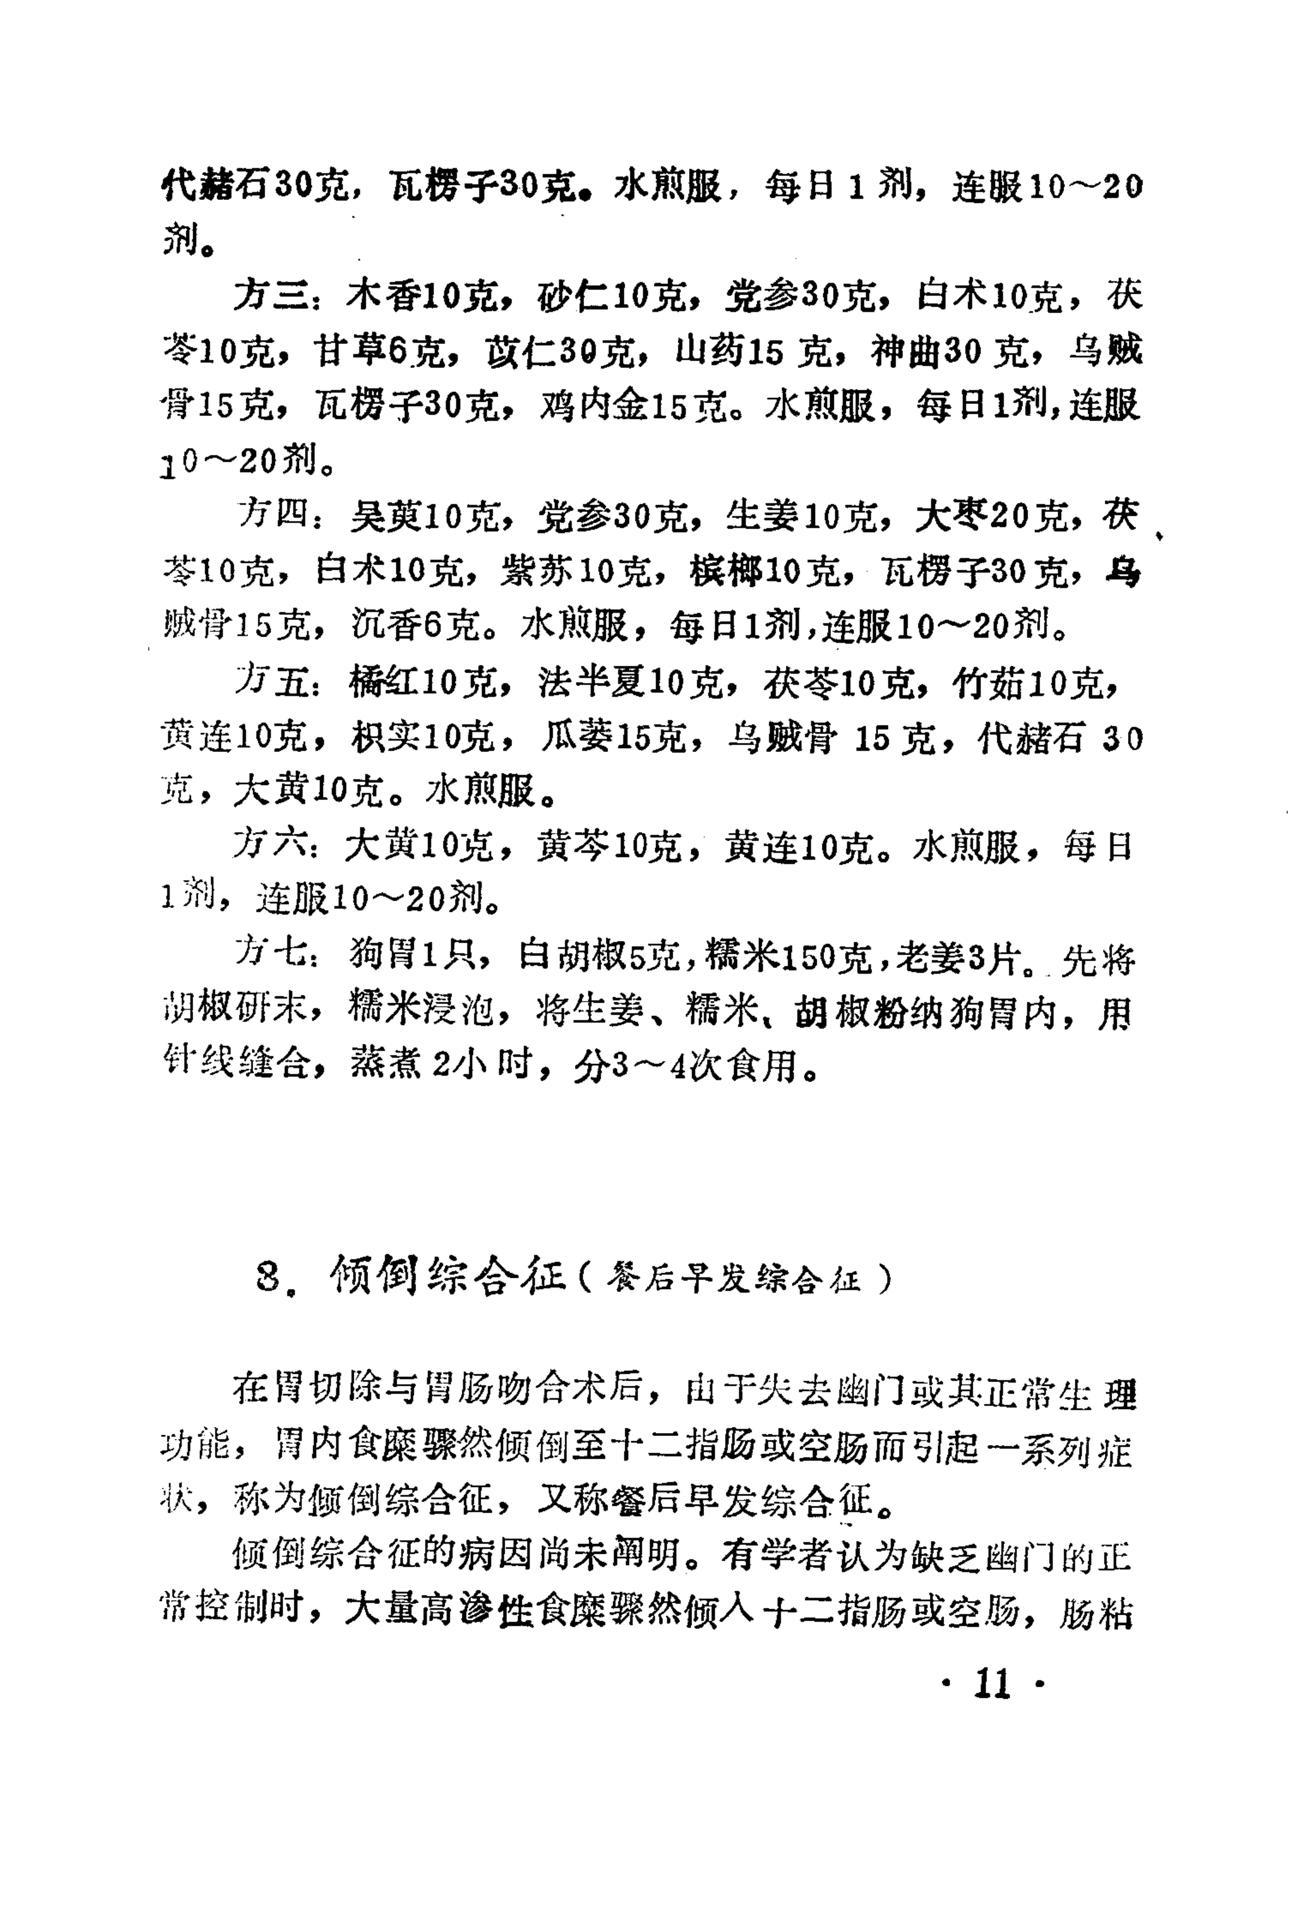 代赭石30克，瓦楞子30克。水煎服，每日1剂，连服10～20
剂。
方三：木香10克，砂仁10克，党参30克，白术10克，茯
苓10克，甘草6克，苡仁30克，山药15克，神曲30克，乌贼
骨15克，瓦楞子30克，鸡内金15克。水煎服，每日1剂，连服
10～20剂。
方四：吴萸10克，党参30克，生姜10克，大枣20克，茯
苓10克，白术10克，紫苏10克，槟榔10克，瓦楞子30克，乌
贼骨15克，沉香6克。水煎服，每日1剂，连服10～20剂。
方五：橘红10克，法半夏10克，茯苓10克，竹茹10克，
黄连10克，枳实10克，瓜蒌15克，乌贼骨15克，代赭石30
克，大黄10克。水煎服。
方六：大黄10克，黄芩10克，黄连10克。水煎服，每日
1剂，连服10～20剂。
方七：狗胃1只，白胡椒5克，糯米150克，老姜3片。先将
胡椒研末，糯米浸泡，将生姜、糯米、胡椒粉纳狗胃内，用
针线缝合，蒸煮2小时，分3～4次食用。
8．倾倒综合征（餐后早发综合征）
在胃切除与胃肠吻合术后，由于失去幽门或其正常生理
功能，胃内食糜骤然倾倒至十二指肠或空肠而引起一系列症
状，称为倾倒综合征，又称餐后早发综合征。
倾倒综合征的病因尚未阐明。有学者认为缺乏幽门的正
常控制时，大量高渗性食糜骤然倾入十二指肠或空肠，肠粘
·11·